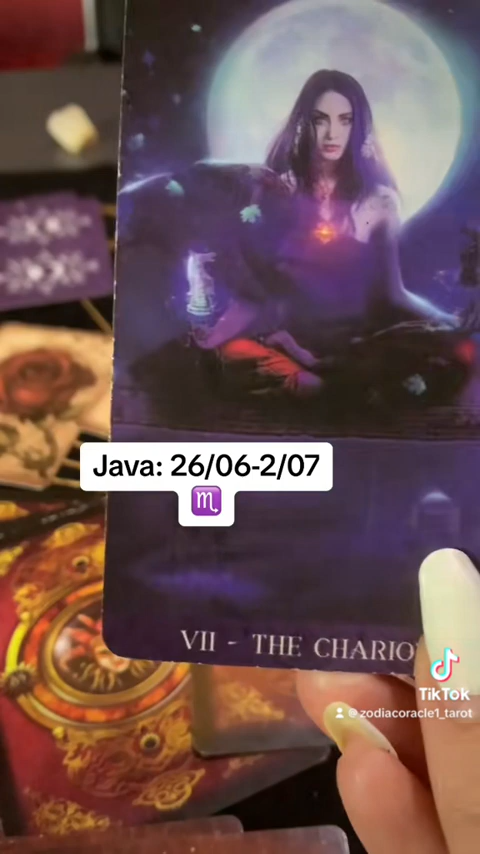 Java: 26/06-2/07
♏
VII - THE CHARIO
TikTok
@zodiacoracle1_tarot